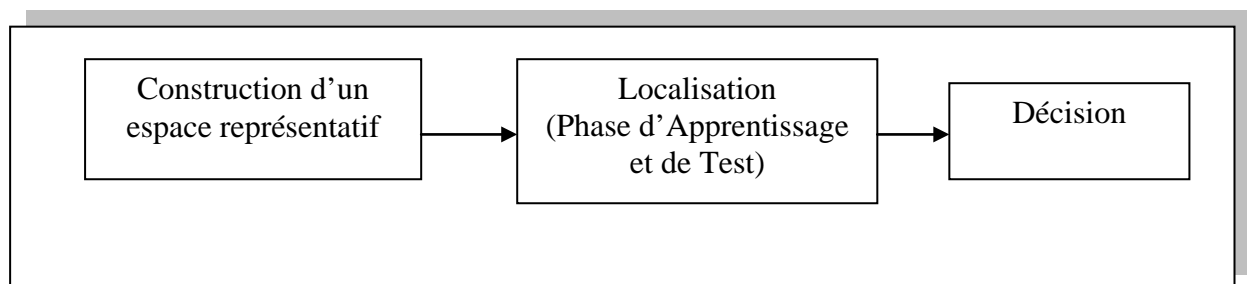 Construction d’un
espace représentatif
Localisation
(Phase d’Apprentissage
et de Test)
Décision